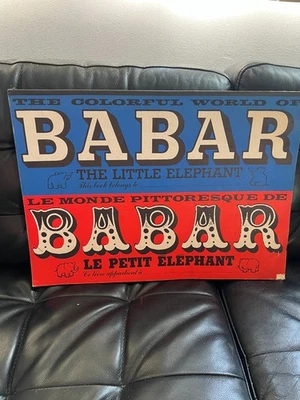 THE COLORFUL WORLD OF
BABAR
THE LITTLE ELEPHANT
This book belongs to
LE MONDE PITTORESQUE DE
BABAR
LE PETIT ELEPHANT
Ce livre appartient à